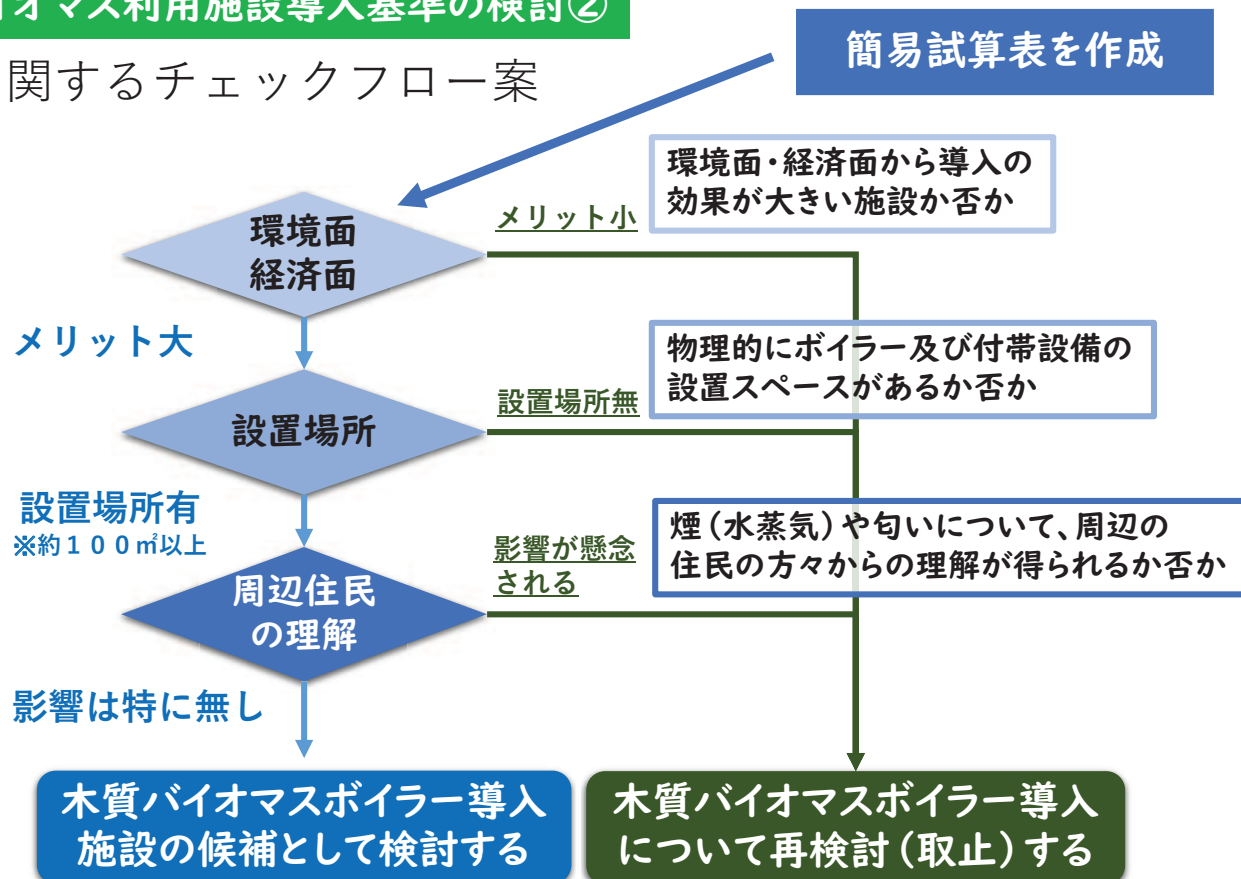 イオマス利用施設導入基準の検討②
簡易試算表を作成
関するチェックフロー案
環境面・経済面から導入の
効果が大きい施設か否か
メリット小
環境面
経済面
メリット大
物理的にボイラー及び付帯設備の
設置スペースがあるか否か
設置場所無
設置場所
設置場所有
※約１００㎡以上
煙（水蒸気）や匂いについて、周辺の
住民の方々からの理解が得られるか否か
影響が懸念
される
周辺住民
の理解
影響は特に無し
木質バイオマスボイラー導入
施設の候補として検討する
木質バイオマスボイラー導入
について再検討（取止）する